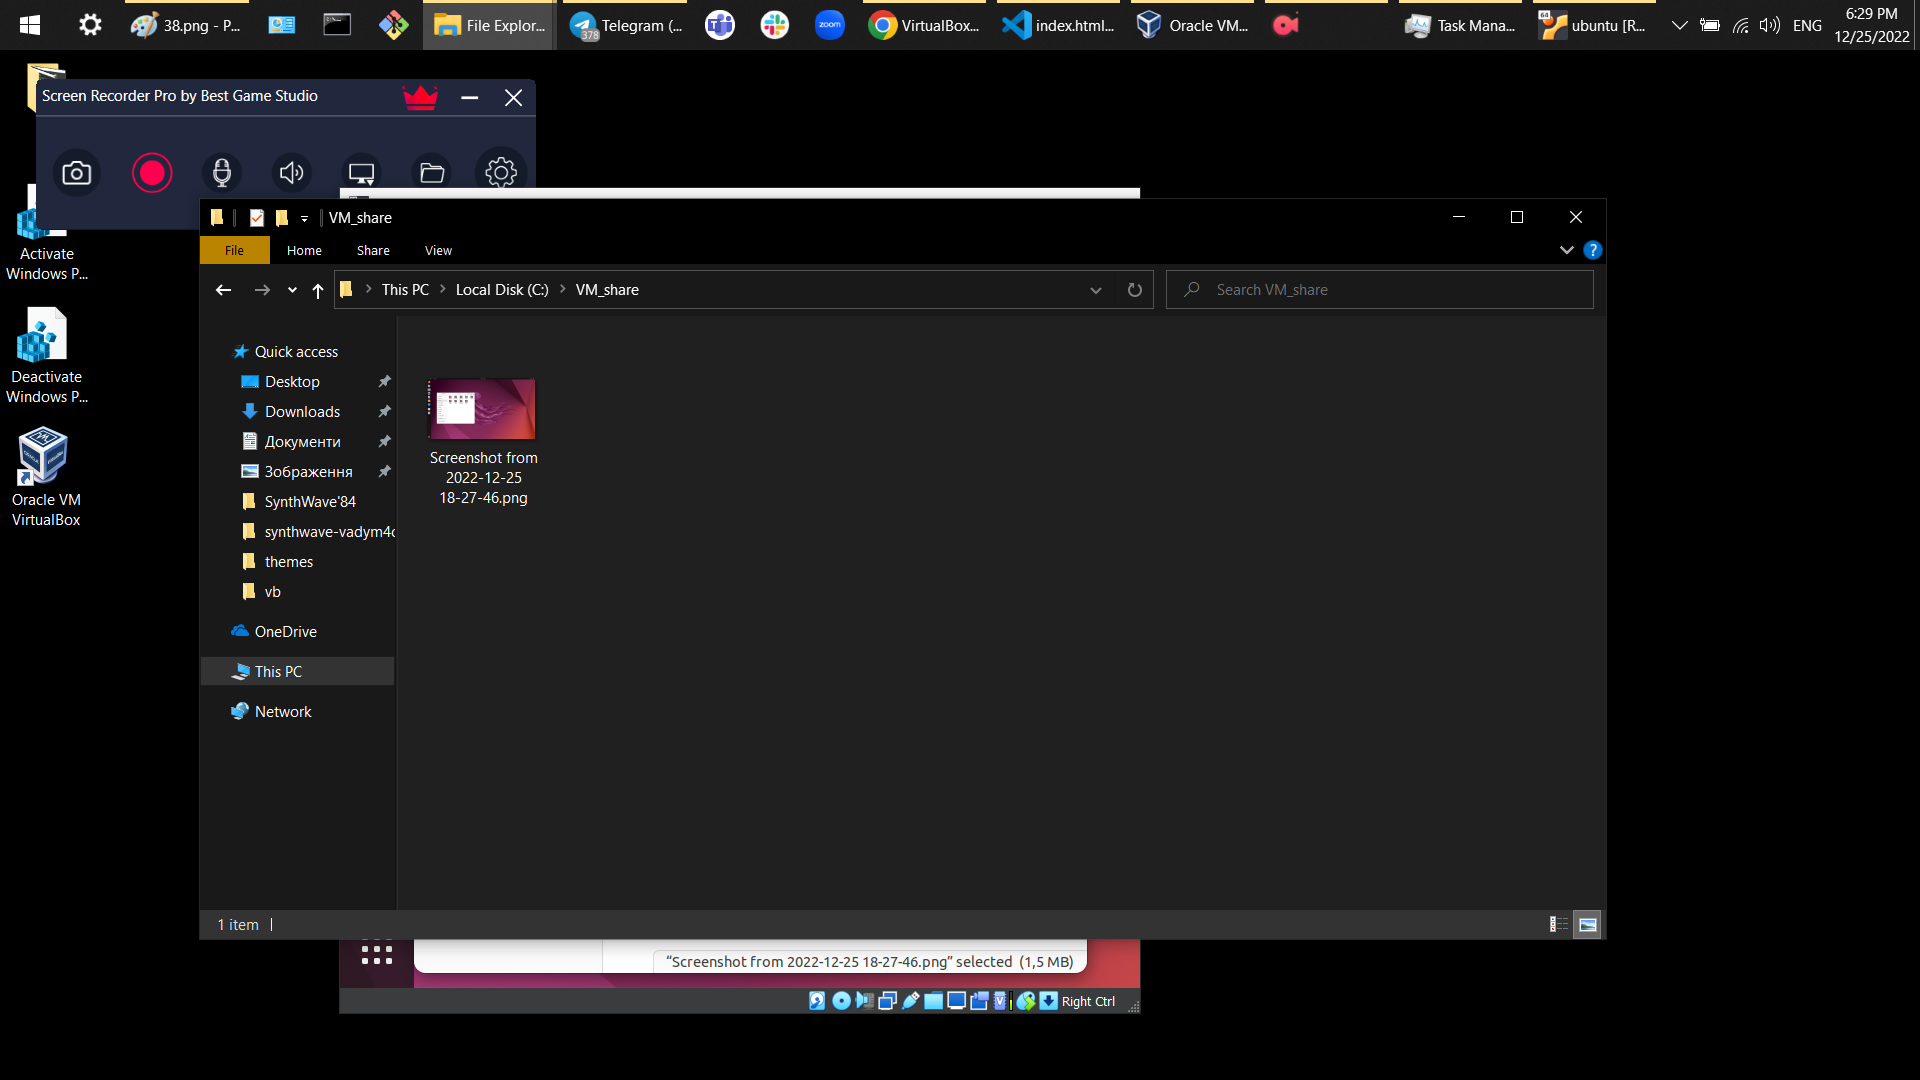 38.png - P...
File Explor...
378
Telegram (...
zoom
VirtualBox...
index.html...
Oracle VM...
Task Mana...
64
ubuntu [R...
ENG
6:29 PM
12/25/2022
Screen Recorder Pro by Best Game Studio
Activate
Windows P...
Deactivate
Windows P...
Oracle VM
VirtualBox
VM_share
File
Home
Share
View
?
This PC
Local Disk (C:)
VM_share
Search VM_share
Quick access
Desktop
Downloads
Документи
Зображення
SynthWave'84
synthwave-vadym4c
themes
vb
OneDrive
This PC
Network
Screenshot from
2022-12-25
18-27-46.png
1 item
“Screenshot from 2022-12-25 18-27-46.png” selected (1,5 MB)
Right Ctrl